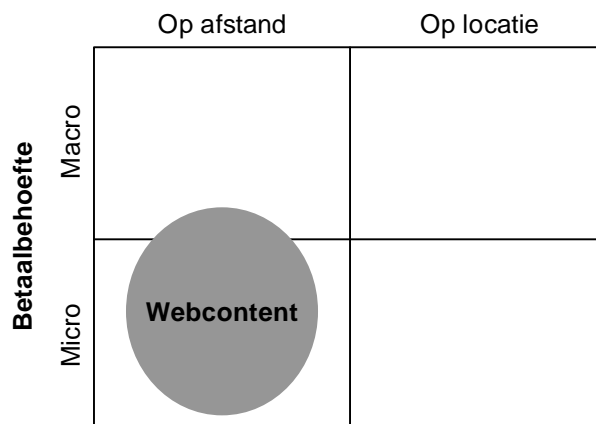 Op afstand Op locatie
Betaalbehoefte
Macro
Micro
Webcontent